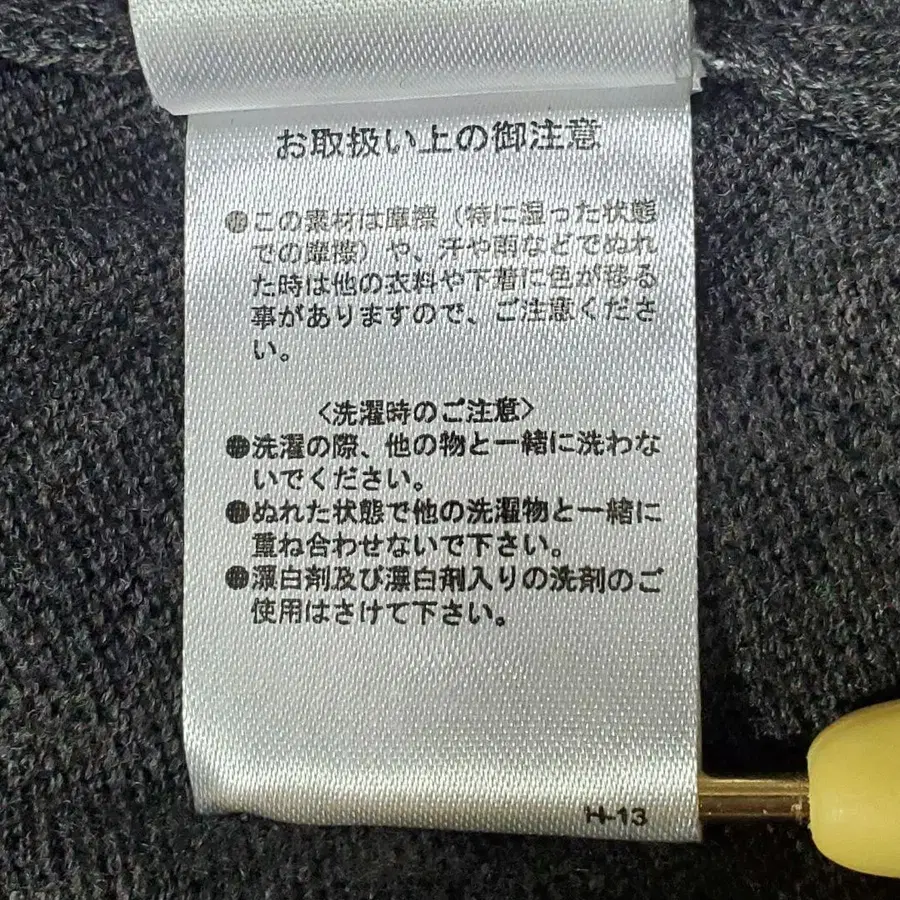 お取扱い上の御注意
●この素材は摩擦（特に湿った状態
での摩擦）や、汗や雨などでぬれ
た時は他の衣料や下着に色が移る
事がありますので、ご注意くださ
い。
〈洗濯時のご注意〉
●洗濯の際、他の物と一緒に洗わな
いでください。
●ぬれた状態で他の洗濯物と一緒に
重ね合わせないで下さい。
●漂白剤及び漂白剤入りの洗剤のご
使用はさけて下さい。
H-13